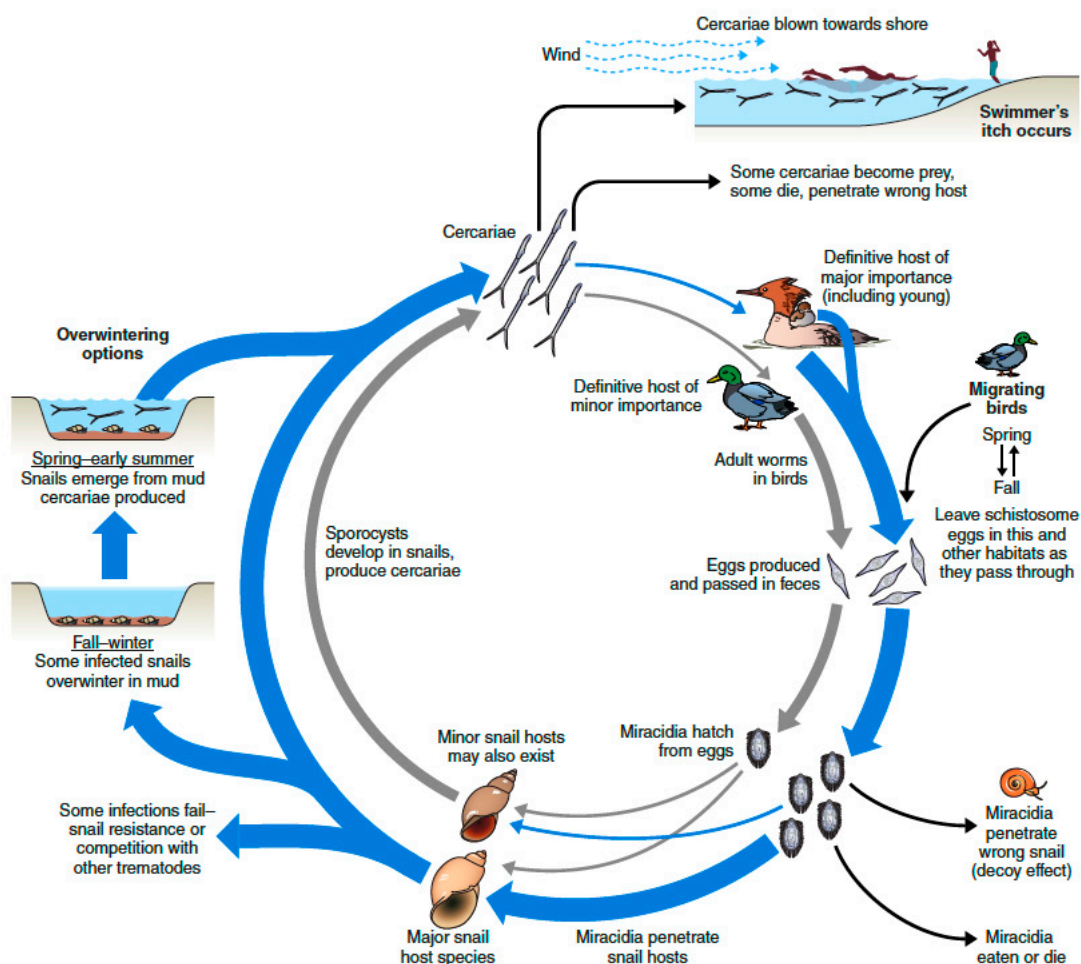 Cercariae blown towards shore
Wind
Swimmer's
itch occurs
Some cercariae become prey,
some die, penetrate wrong host
Cercariae
Definitive host of
major importance
(including young)
Overwintering
options
Definitive host of
minor importance
Migrating
birds
Spring
Fall
Leave schistosome
eggs in this and
other habitats as
they pass through
Adult worms
in birds
Spring–early summer
Snails emerge from mud
cercariae produced
Sporocysts
develop in snails,
produce cercariae
Eggs produced
and passed in feces
Fall–winter
Some infected snails
overwinter in mud
Minor snail hosts
may also exist
Miracidia hatch
from eggs
Some infections fail–
snail resistance or
competition with
other trematodes
Miracidia
penetrate
wrong snail
(decoy effect)
Major snail
host species
Miracidia penetrate
snail hosts
Miracidia
eaten or die